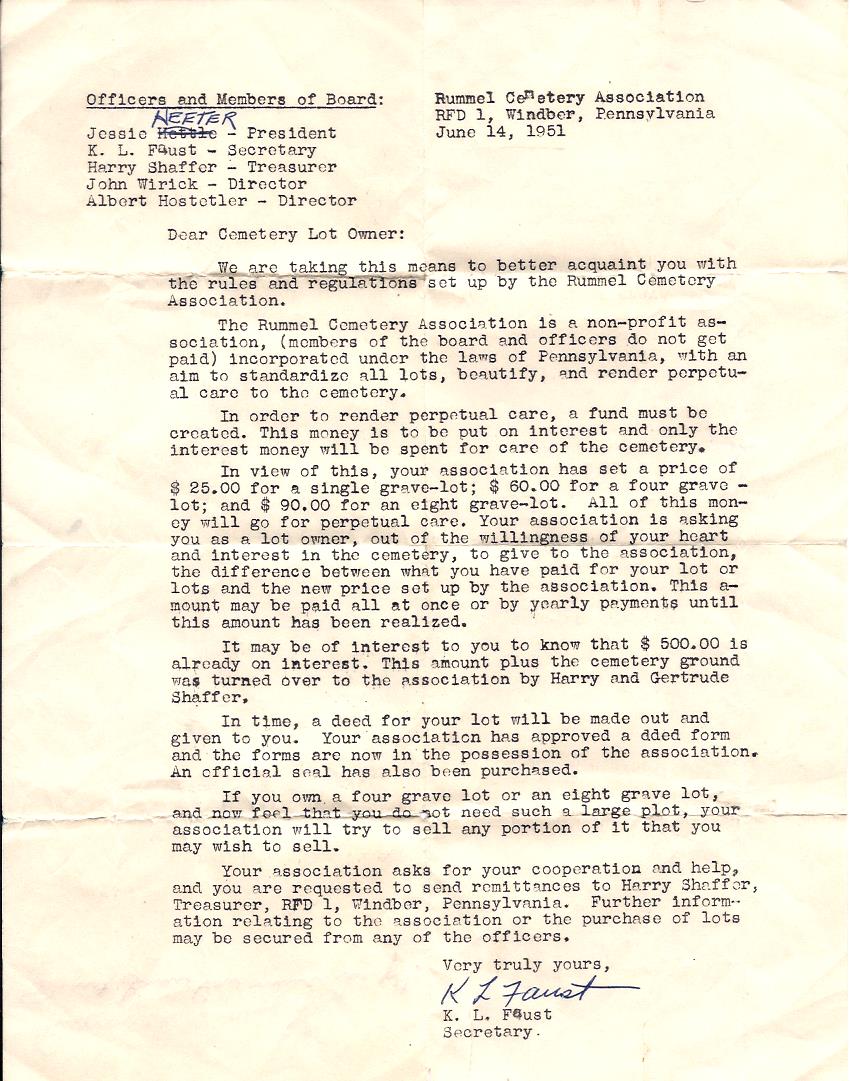 Officers and Members of Board:
Rummel Cemetery Association
RFD 1, Windber, Pennsylvania
June 14, 1951
HEETER
Jessie Hettie - President
K. L. Faust - Secretary
Harry Shaffer - Treasurer
John Wirick - Director
Albert Hostetler - Director
Dear Cemetery Lot Owner:
We are taking this means to better acquaint you with
the rules and regulations set up by the Rummel Cemetery
Association.
The Rummel Cemetery Association is a non-profit as-
sociation, (members of the board and officers do not get
paid) incorporated under the laws of Pennsylvania, with an
aim to standardize all lots, beautify, and render perpetu-
al care to the cemetery.
In order to render perpetual care, a fund must be
created. This money is to be put on interest and only the
interest money will be spent for care of the cemetery.
In view of this, your association has set a price of
$ 25.00 for a single grave-lot; $ 60.00 for a four grave -
lot; and $ 90.00 for an eight grave-lot. All of this mon-
ey will go for perpetual care. Your association is asking
you as a lot owner, out of the willingness of your heart
and interest in the cemetery, to give to the association,
the difference between what you have paid for your lot or
lots and the new price set up by the association. This a-
mount may be paid all at once or by yearly payments until
this amount has been realized.
It may be of interest to you to know that $ 500.00 is
already on interest. This amount plus the cemetery ground
was turned over to the association by Harry and Gertrude
Shaffer.
In time, a deed for your lot will be made out and
given to you. Your association has approved a dded form
and the forms are now in the possession of the association.
An official seal has also been purchased.
If you own a four grave lot or an eight grave lot,
and now feel that you do not need such a large plot, your
association will try to sell any portion of it that you
may wish to sell.
Your association asks for your cooperation and help,
and you are requested to send remittances to Harry Shaffer,
Treasurer, RFD 1, Windber, Pennsylvania. Further inform-
ation relating to the association or the purchase of lots
may be secured from any of the officers.
Very truly yours,
K L Faust
K. L. Faust
Secretary.